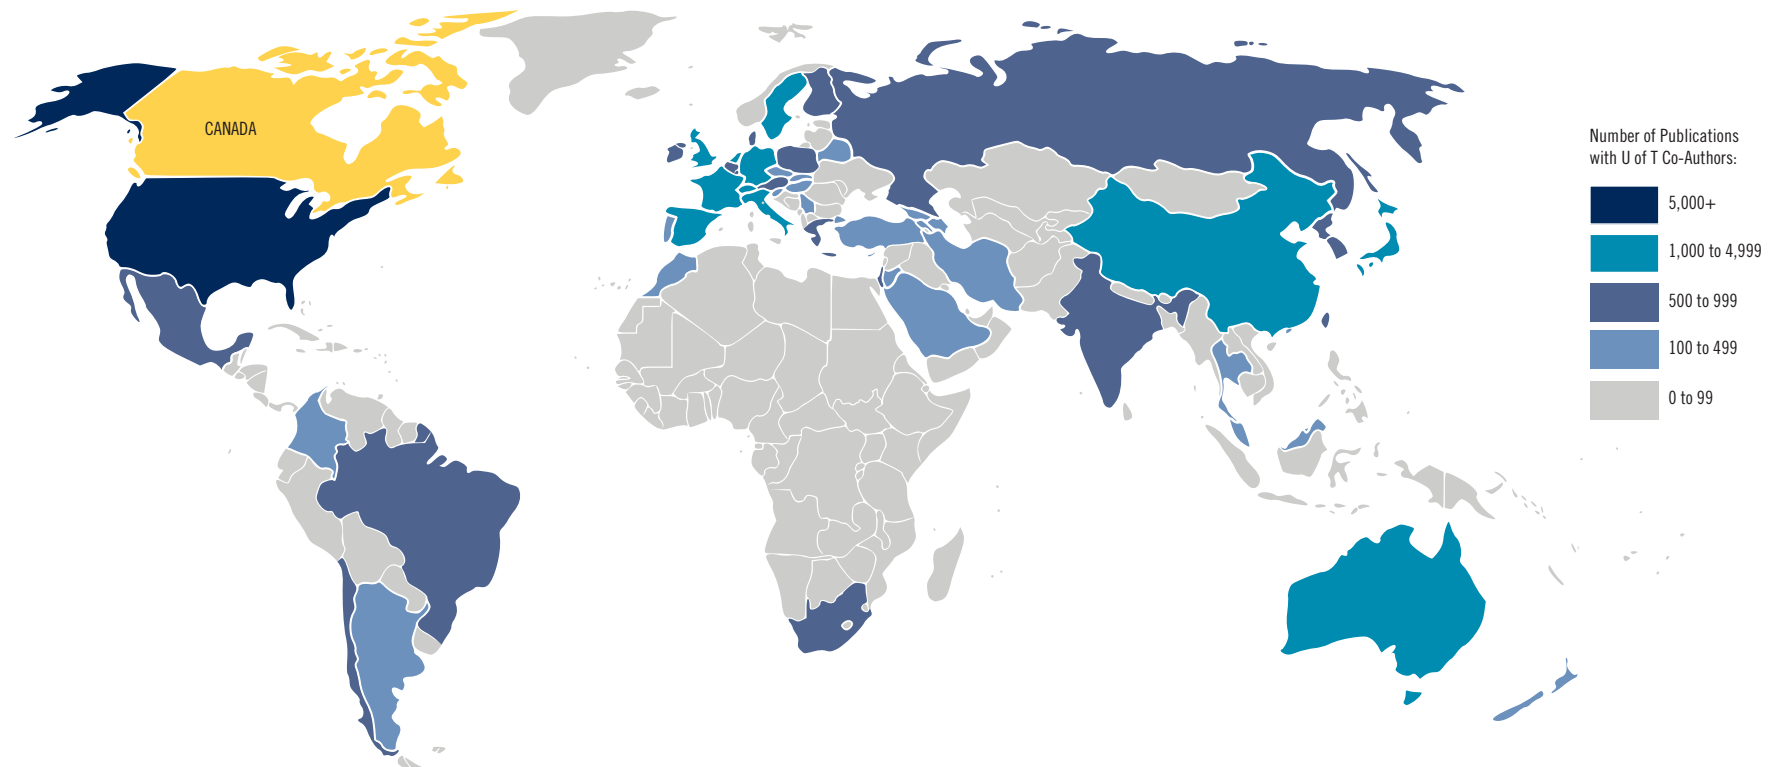 CANADA
Number of Publications
with U of T Co-Authors:
5,000+
1,000 to 4,999
500 to 999
100 to 499
0 to 99